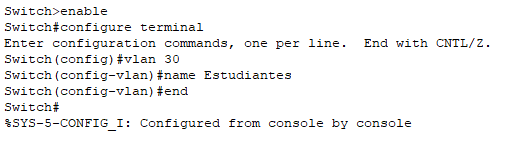 Switch>enable
Switch#configure terminal
Enter configuration commands, one per line.  End with CNTL/Z.
Switch(config)#vlan 30
Switch(config-vlan)#name Estudiantes
Switch(config-vlan)#end
Switch#
%SYS-5-CONFIG_I: Configured from console by console